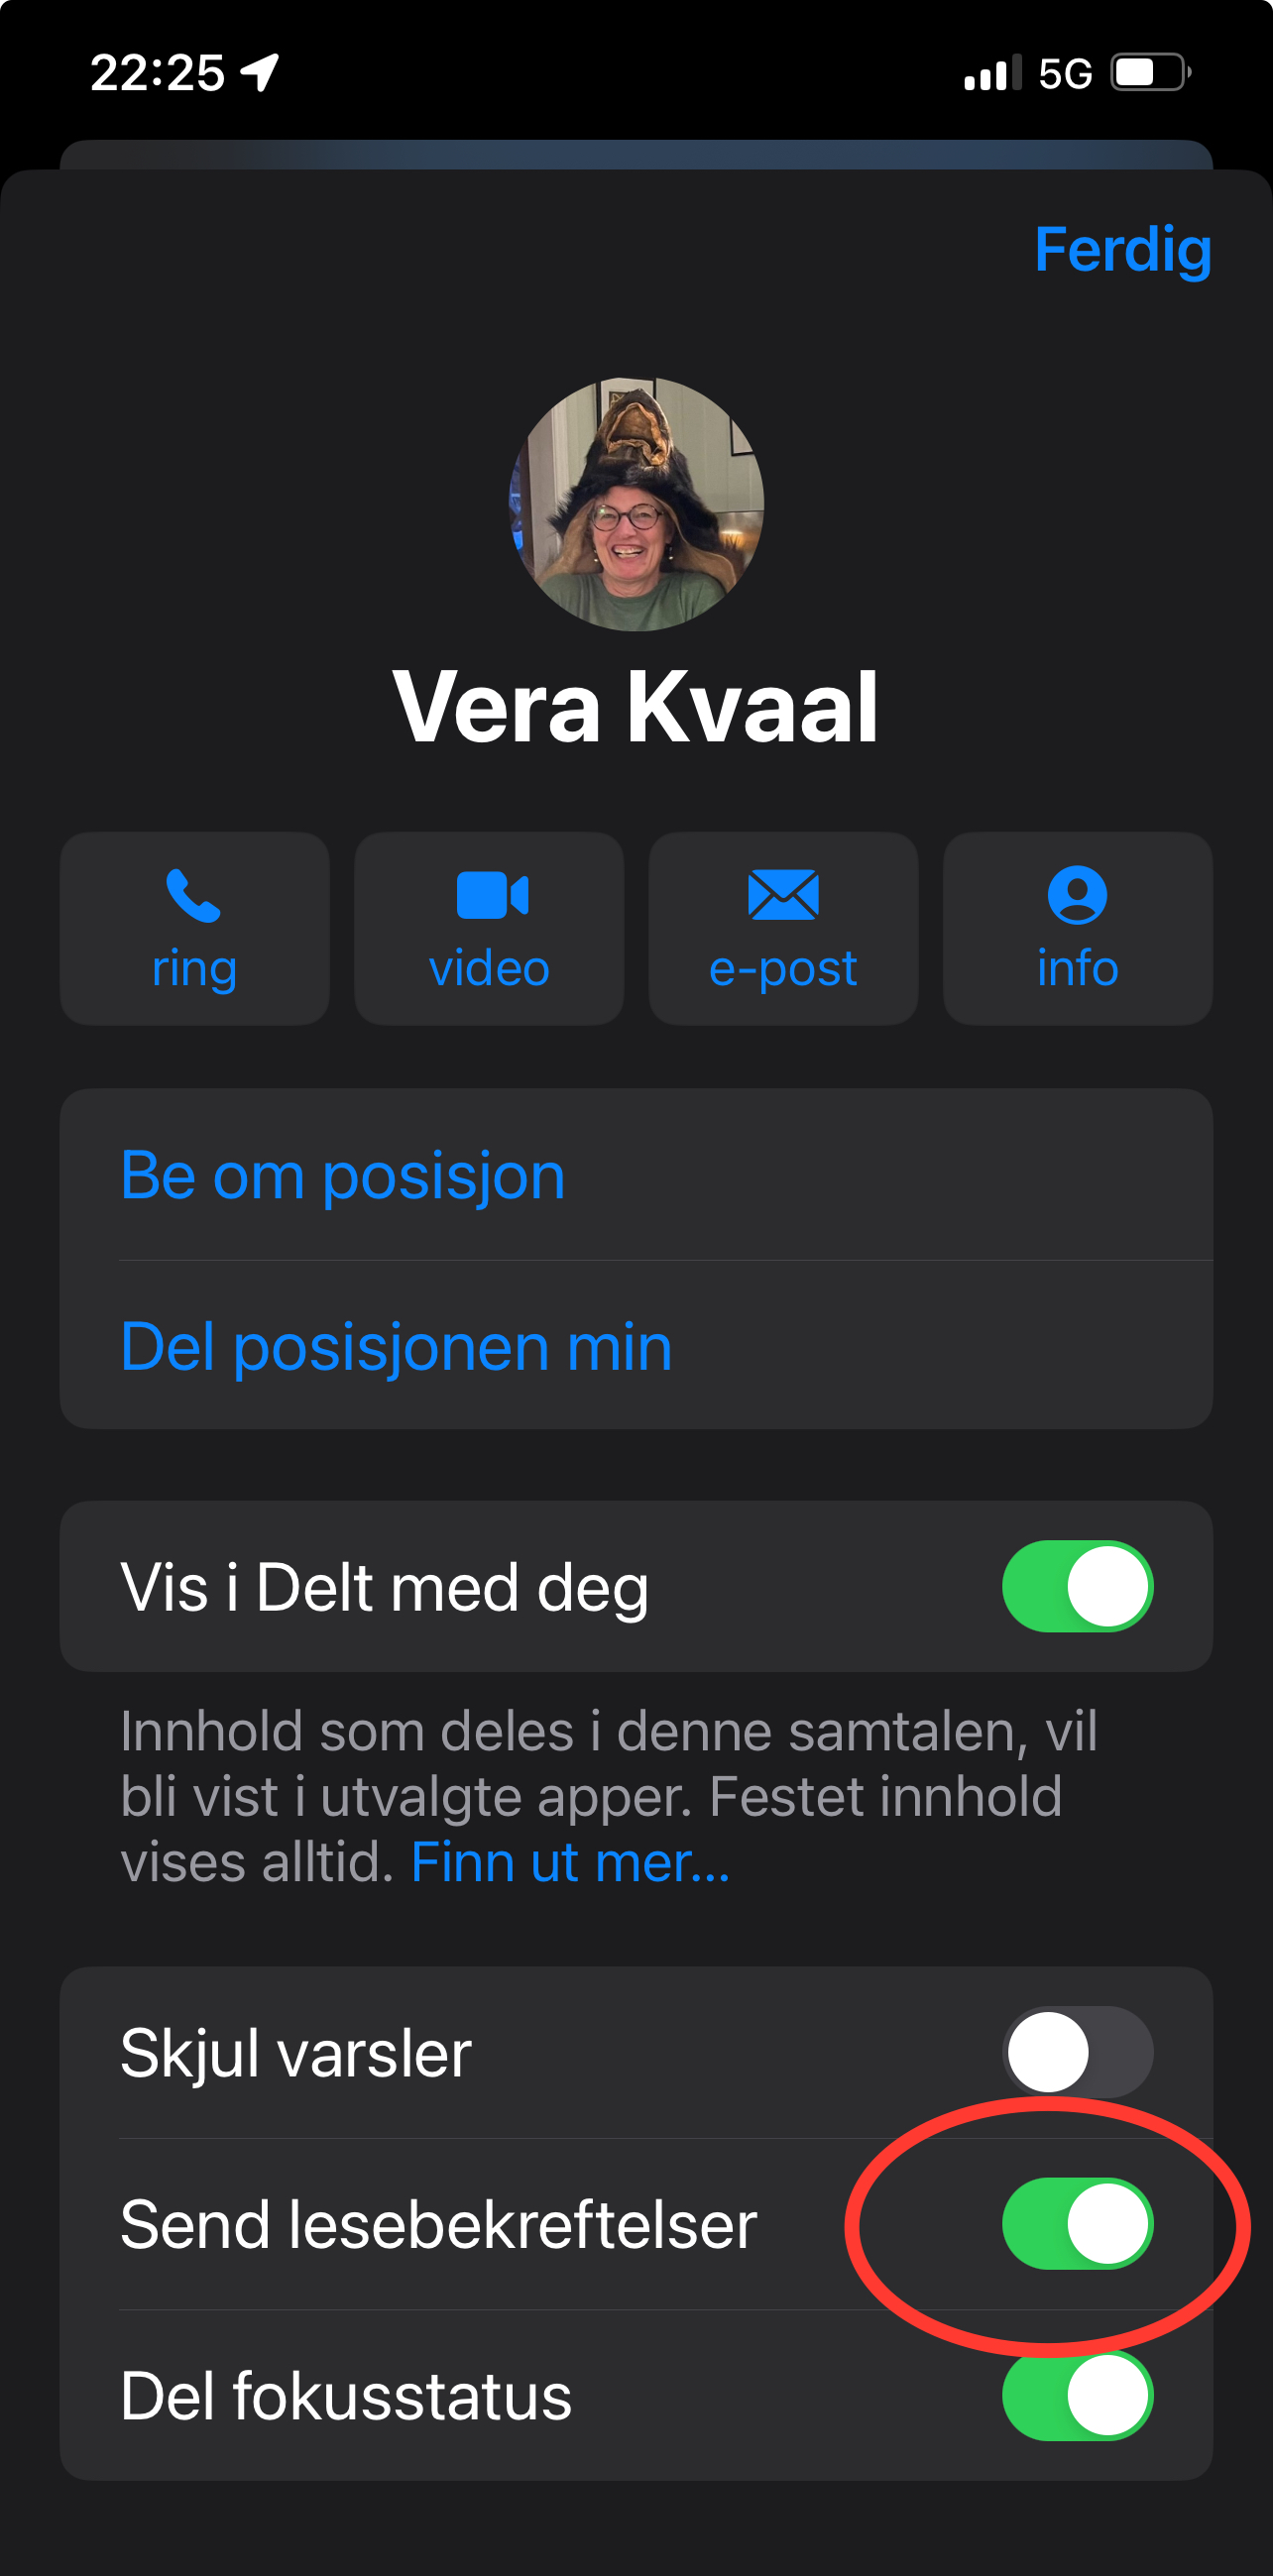 22:25 5G
Ferdig
Vera Kvaal
ring video e-post info
Be om posisjon
Del posisjonen min
Vis i Delt med deg
Innhold som deles i denne samtalen, vil
bli vist i utvalgte apper. Festet innhold
vises alltid. Finn ut mer...
Skjul varsler
Send lesebekreftelser
Del fokusstatus